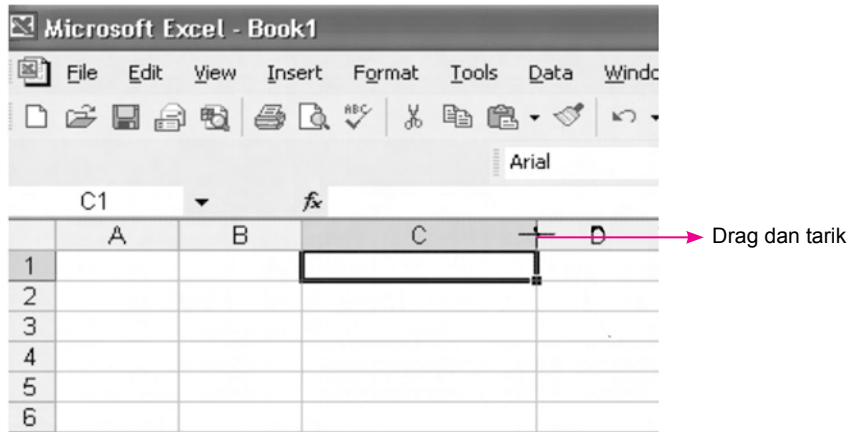 Microsoft Excel - Book1
File Edit View Insert Format Tools Data
ABC
Arial
C1 fx
A B C D Drag dan tarik
1
2
3
4
5
6